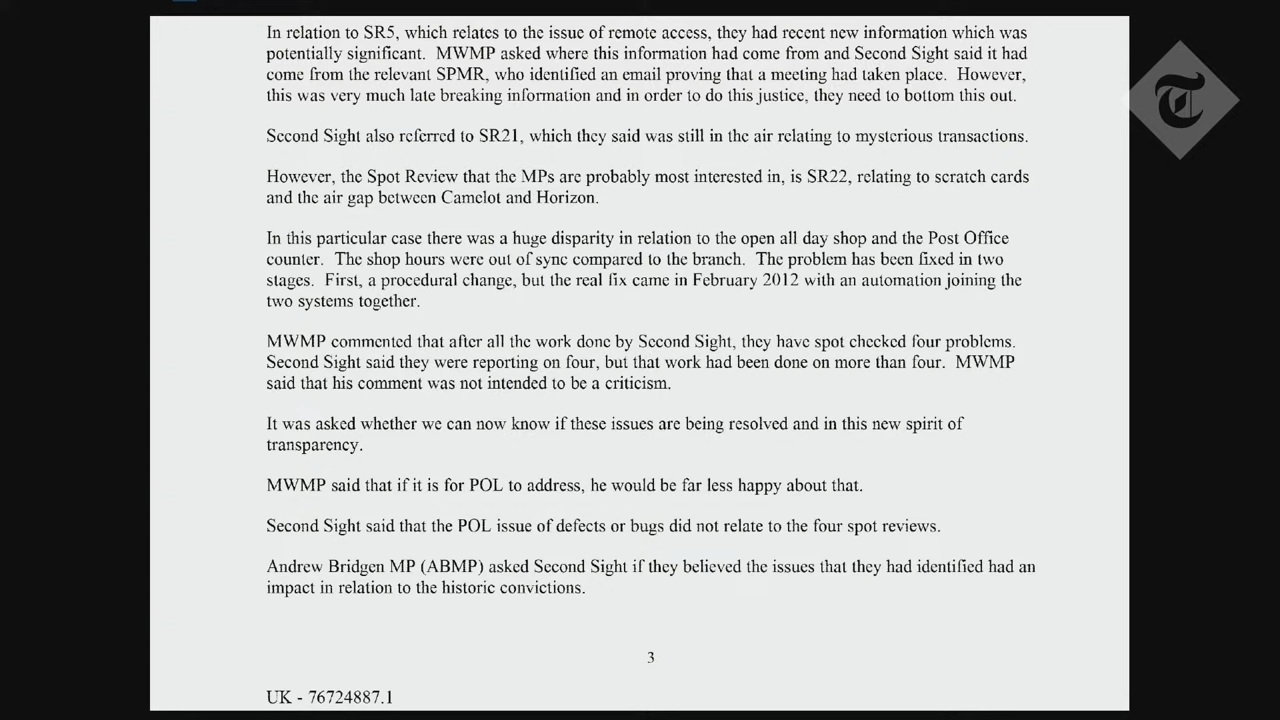 In relation to SR5, which relates to the issue of remote access, they had recent new information which was
potentially significant. MWMP asked where this information had come from and Second Sight said it had
come from the relevant SPMR, who identified an email proving that a meeting had taken place. However,
this was very much late breaking information and in order to do this justice, they need to bottom this out.
Second Sight also referred to SR21, which they said was still in the air relating to mysterious transactions.
However, the Spot Review that the MPs are probably most interested in, is SR22, relating to scratch cards
and the air gap between Camelot and Horizon.
In this particular case there was a huge disparity in relation to the open all day shop and the Post Office
counter. The shop hours were out of sync compared to the branch. The problem has been fixed in two
stages. First, a procedural change, but the real fix came in February 2012 with an automation joining the
two systems together.
MWMP commented that after all the work done by Second Sight, they have spot checked four problems.
Second Sight said they were reporting on four, but that work had been done on more than four. MWMP
said that his comment was not intended to be a criticism.
It was asked whether we can now know if these issues are being resolved and in this new spirit of
transparency.
MWMP said that if it is for POL to address, he would be far less happy about that.
Second Sight said that the POL issue of defects or bugs did not relate to the four spot reviews.
Andrew Bridgen MP (ABMP) asked Second Sight if they believed the issues that they had identified had an
impact in relation to the historic convictions.
3
UK - 76724887.1
T